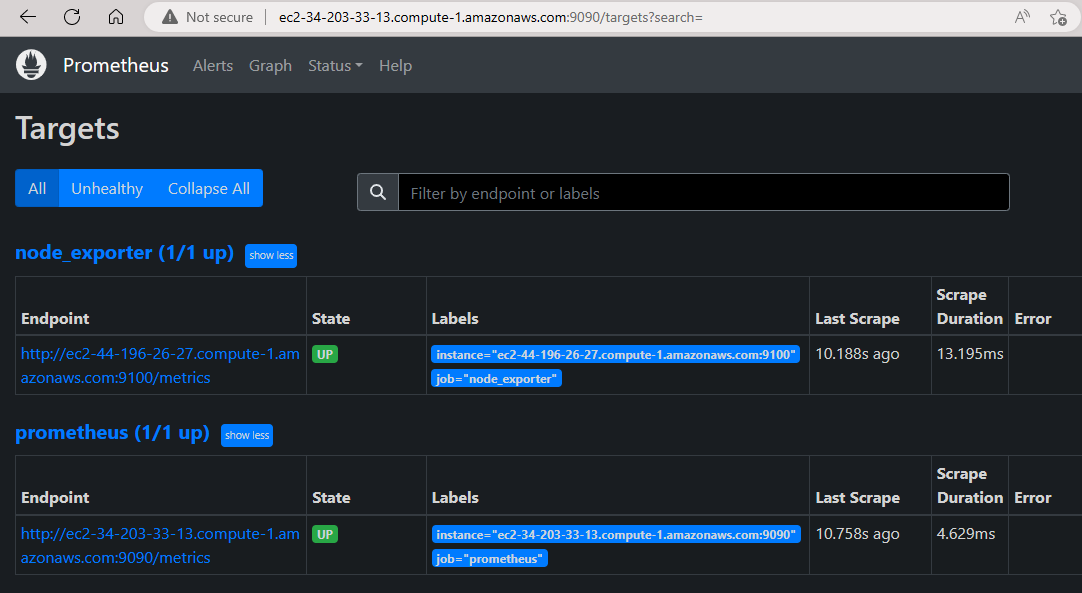 Not secure ec2-34-203-33-13.compute-1.amazonaws.com:9090/targets?search=
Prometheus Alerts Graph Status Help
Targets
All Unhealthy Collapse All Filter by endpoint or labels
node_exporter (1/1 up) show less
Endpoint State Labels Last Scrape Scrape Duration Error
http://ec2-44-196-26-27.compute-1.am UP instance="ec2-44-196-26-27.compute-1.amazonaws.com:9100" 10.188s ago 13.195ms
azonaws.com:9100/metrics job="node_exporter"
prometheus (1/1 up) show less
Endpoint State Labels Last Scrape Scrape Duration Error
http://ec2-34-203-33-13.compute-1.am UP instance="ec2-34-203-33-13.compute-1.amazonaws.com:9090" 10.758s ago 4.629ms
azonaws.com:9090/metrics job="prometheus"